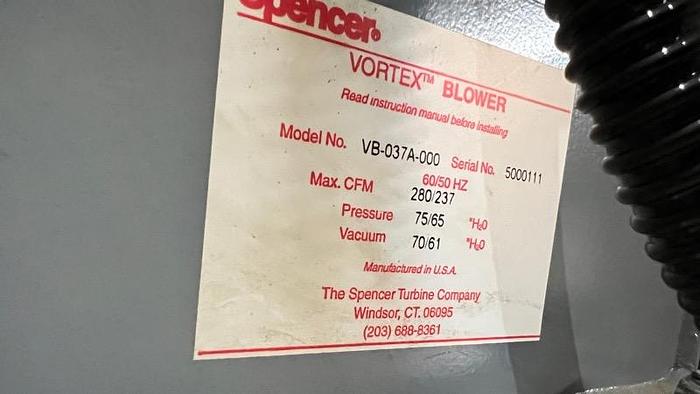 Spencer®
VORTEX™ BLOWER
Read instruction manual before installing
Model No. VB-037A-000 Serial No. 5000111
60/50 HZ
Max. CFM 280/237
Pressure 75/65 "H₂O
Vacuum 70/61 "H₂O
Manufactured in U.S.A.
The Spencer Turbine Company
Windsor, CT. 06095
(203) 688-8361